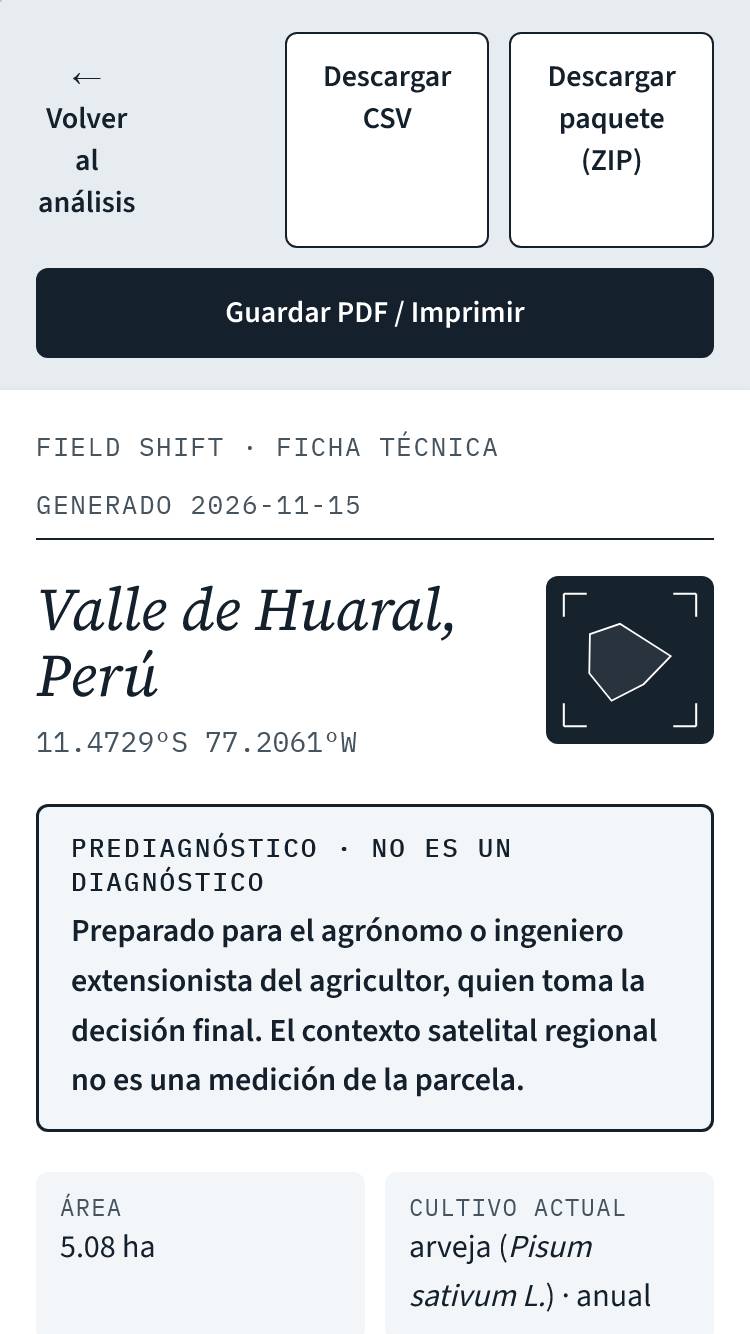 ←
Volver
al
análisis
Descargar
CSV
Descargar
paquete
(ZIP)
Guardar PDF / Imprimir
FIELD SHIFT · FICHA TÉCNICA
GENERADO 2026-11-15
Valle de Huaral,
Perú
11.4729°S 77.2061°W
PREDIAGNÓSTICO · NO ES UN
DIAGNÓSTICO
Preparado para el agrónomo o ingeniero
extensionista del agricultor, quien toma la
decisión final. El contexto satelital regional
no es una medición de la parcela.
ÁREA
5.08 ha
CULTIVO ACTUAL
arveja (Pisum
sativum L.) · anual